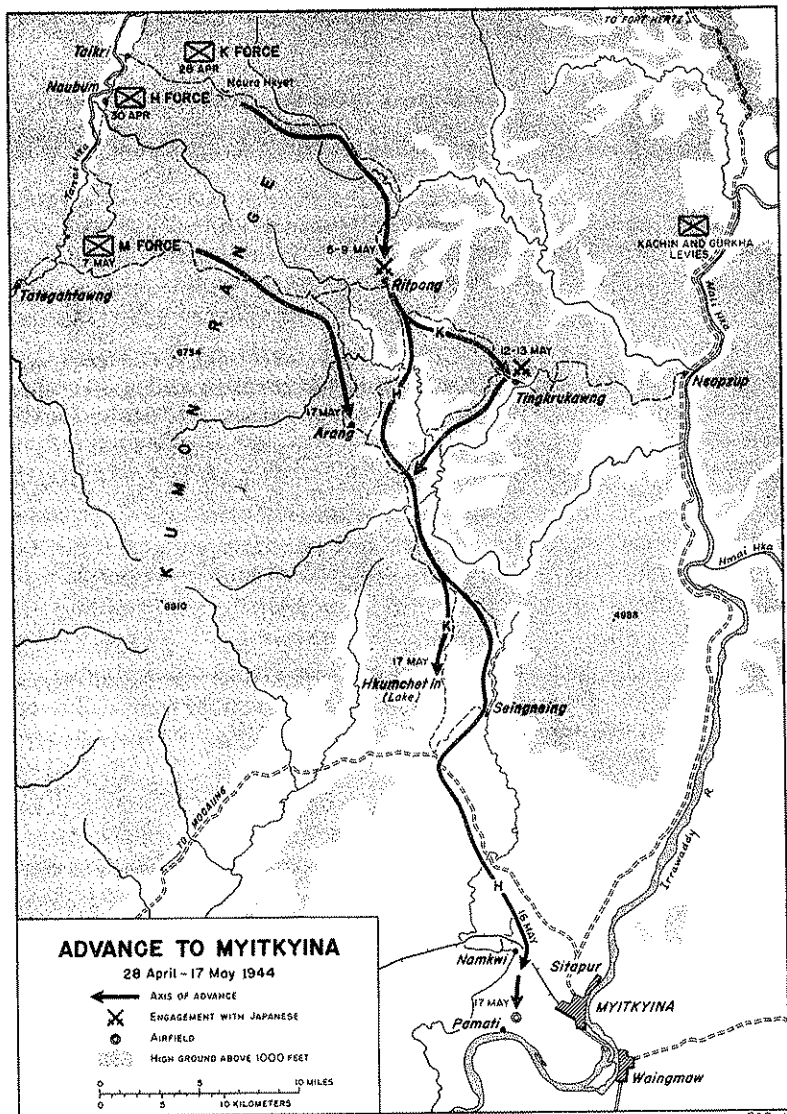 TO FORT HERTZ
Taikri
K FORCE
28 APR
Naura Hkyet
Naubum
H FORCE
30 APR
Tanai Hka
KUMON RANGE
M FORCE
7 MAY
KACHIN AND GURKHA
LEVIES
6-9 MAY
Ritpong
Mali Hka
Tategahtawng
K
12-13 MAY
6734
Nsopzup
Tingkrukawng
H
17 MAY
Arang
Hmai Hka
6810
4988
K
17 MAY
Hkumchet In
(Lake)
Seingneing
TO MOGAUNG
Irrawaddy R
H
16 MAY
Namkwi
Sitapur
17 MAY
MYITKYINA
Pamati
Waingmaw
ADVANCE TO MYITKYINA
28 April - 17 May 1944
AXIS OF ADVANCE
ENGAGEMENT WITH JAPANESE
AIRFIELD
HIGH GROUND ABOVE 1000 FEET
0 5 10 MILES
0 5 10 KILOMETERS